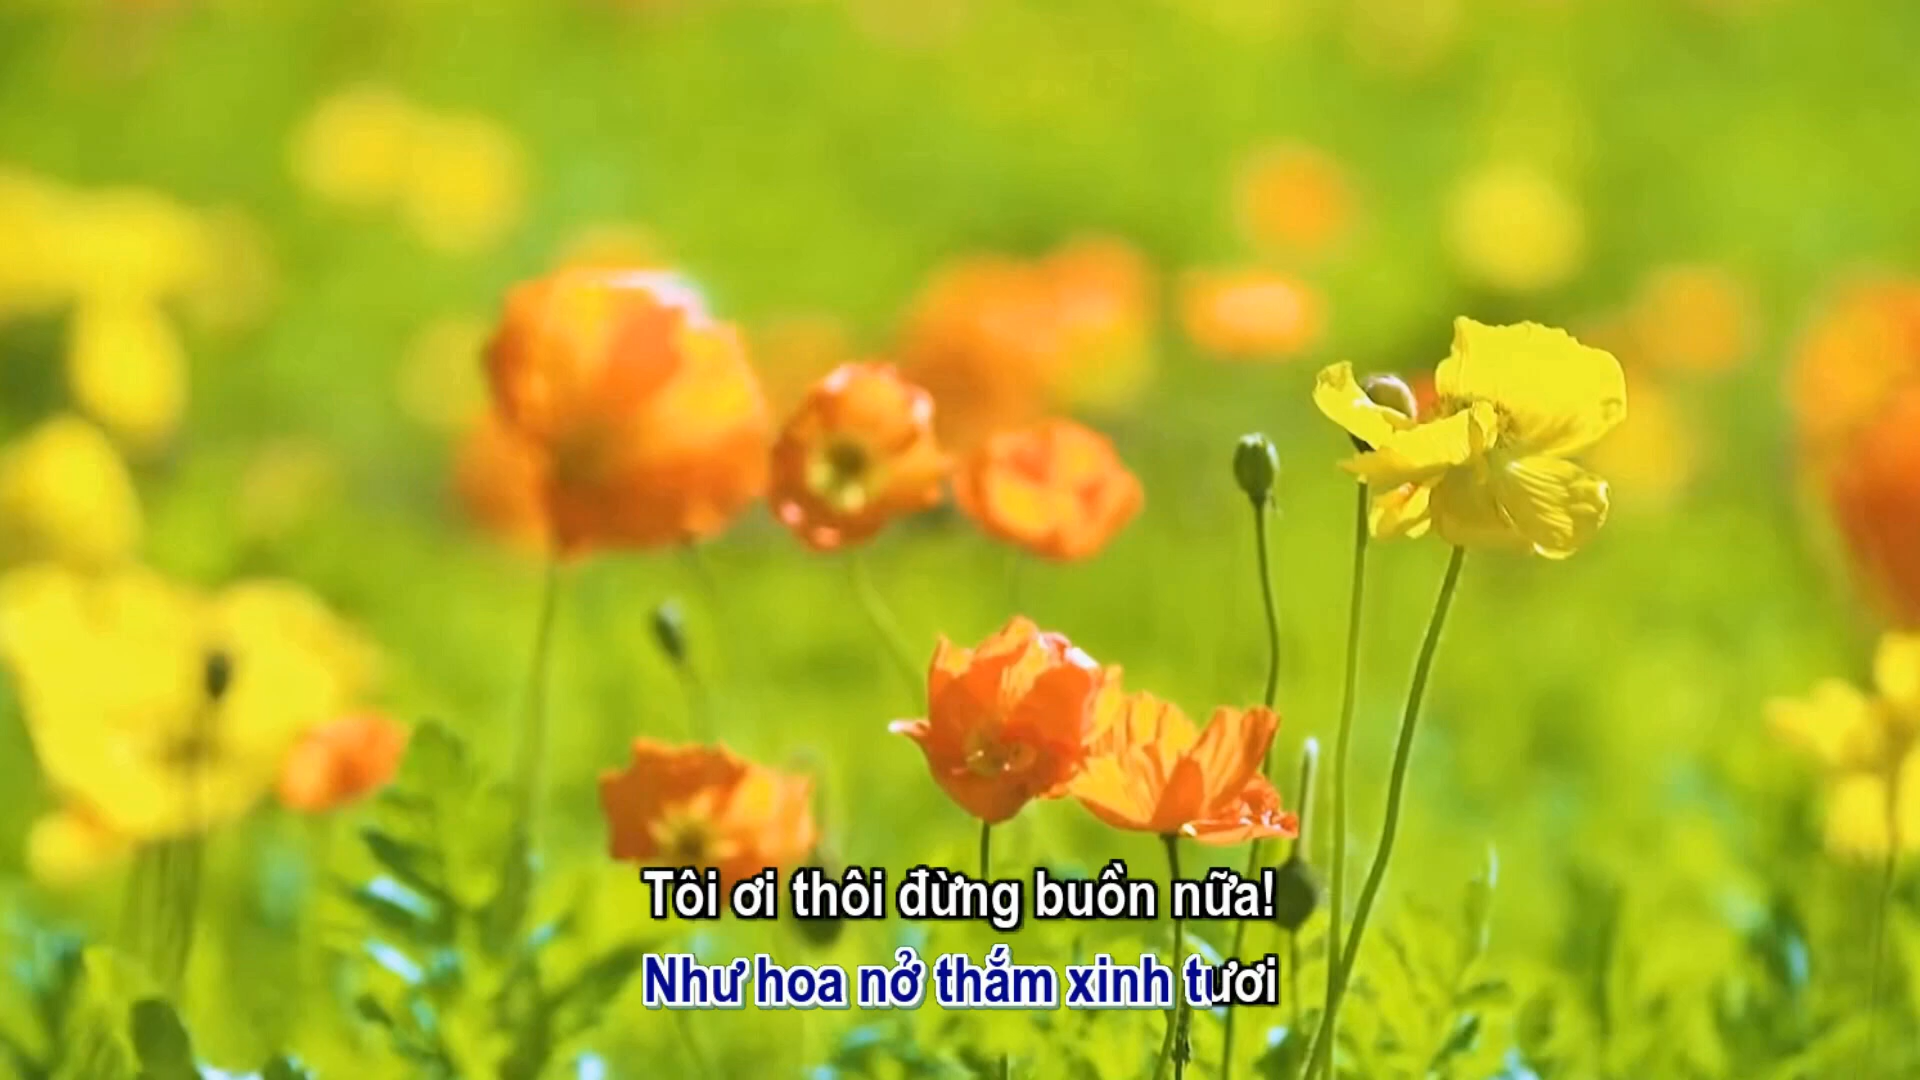 Tôi ơi thôi đừng buồn nữa!
Như hoa nở thắm xinh tươi